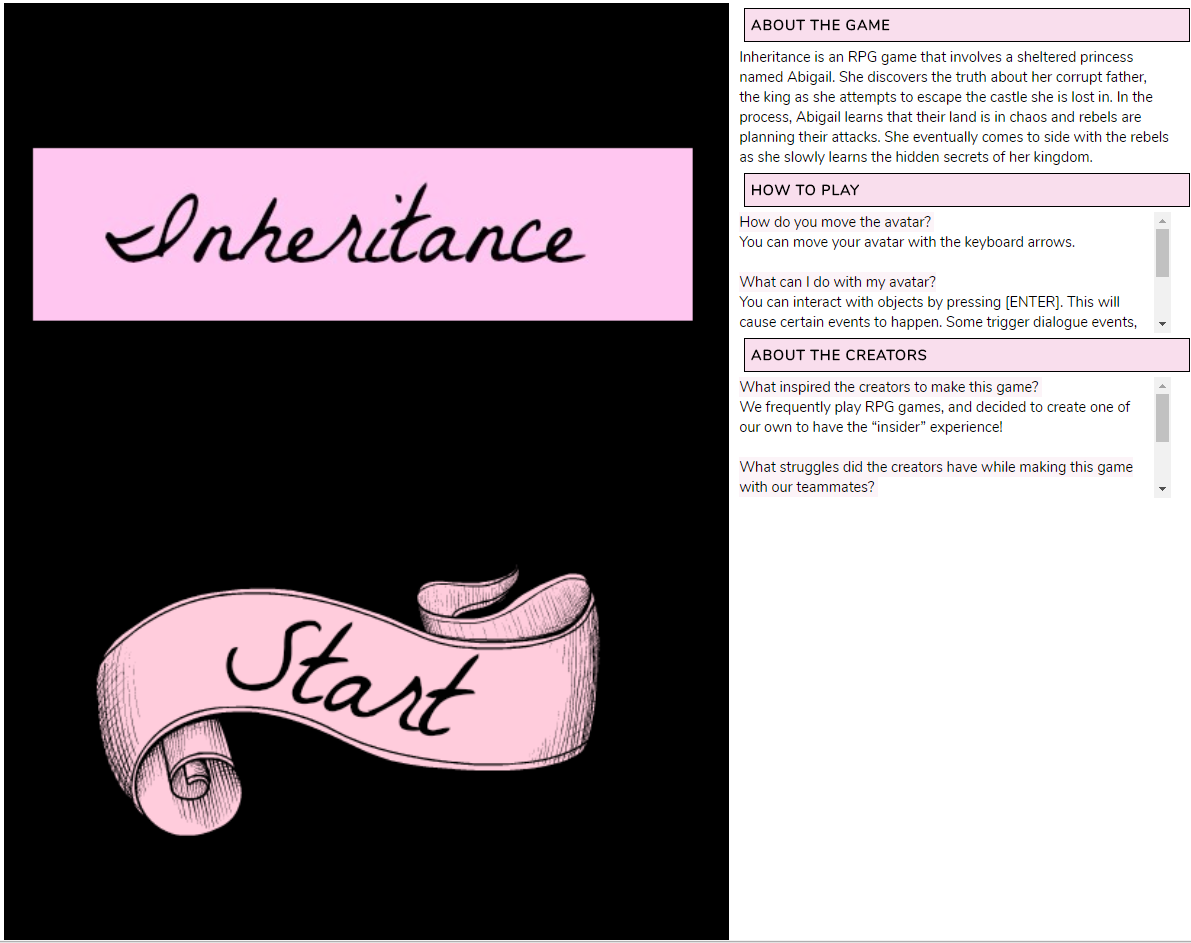 Inheritance
Start
ABOUT THE GAME
Inheritance is an RPG game that involves a sheltered princess
named Abigail. She discovers the truth about her corrupt father,
the king as she attempts to escape the castle she is lost in. In the
process, Abigail learns that their land is in chaos and rebels are
planning their attacks. She eventually comes to side with the rebels
as she slowly learns the hidden secrets of her kingdom.
HOW TO PLAY
How do you move the avatar?
You can move your avatar with the keyboard arrows.
What can I do with my avatar?
You can interact with objects by pressing [ENTER]. This will
cause certain events to happen. Some trigger dialogue events,
ABOUT THE CREATORS
What inspired the creators to make this game?
We frequently play RPG games, and decided to create one of
our own to have the “insider” experience!
What struggles did the creators have while making this game
with our teammates?